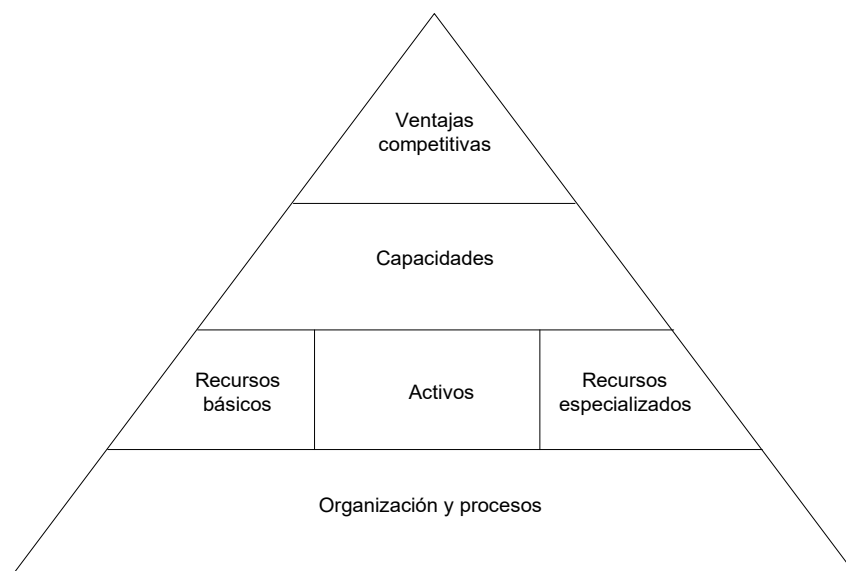 Ventajas
competitivas
Capacidades
Recursos
básicos
Activos
Recursos
especializados
Organización y procesos